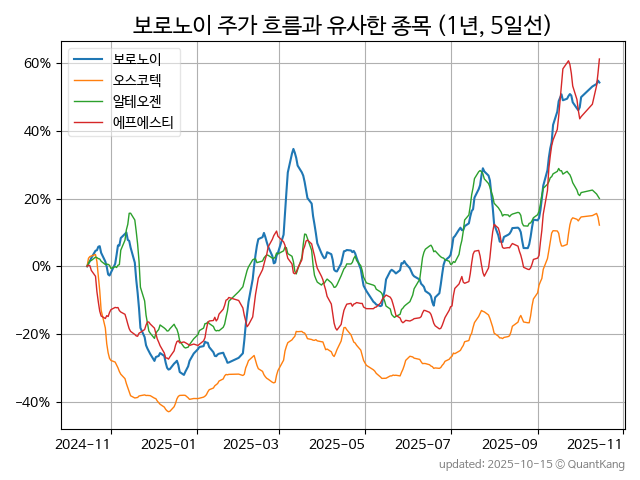 보로노이 주가 흐름과 유사한 종목 (1년, 5일선)
보로노이
오스코텍
알테오젠
에프에스티
60%
40%
20%
0%
−20%
−40%
2024-11 2025-01 2025-03 2025-05 2025-07 2025-09 2025-11
updated: 2025-10-15 © QuantKang